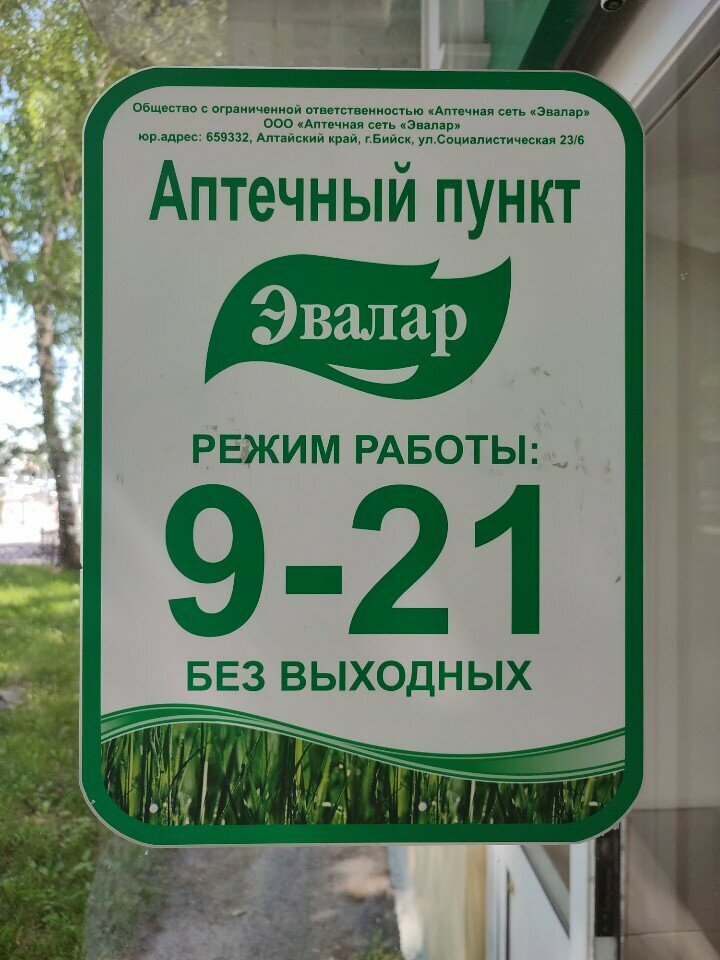 Общество с ограниченной ответственностью «Аптечная сеть «Эвалар»
ООО «Аптечная сеть «Эвалар»
юр.адрес: 659332, Алтайский край, г.Бийск, ул.Социалистическая 23/6
Аптечный пункт
Эвалар
РЕЖИМ РАБОТЫ:
9-21
БЕЗ ВЫХОДНЫХ